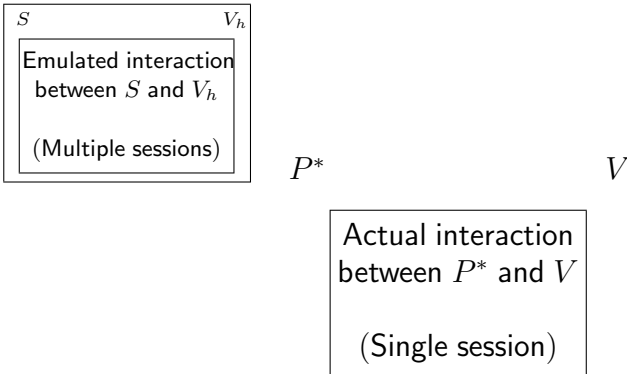 S V_h
Emulated interaction
between S and V_h
(Multiple sessions)
P* V
Actual interaction
between P* and V
(Single session)